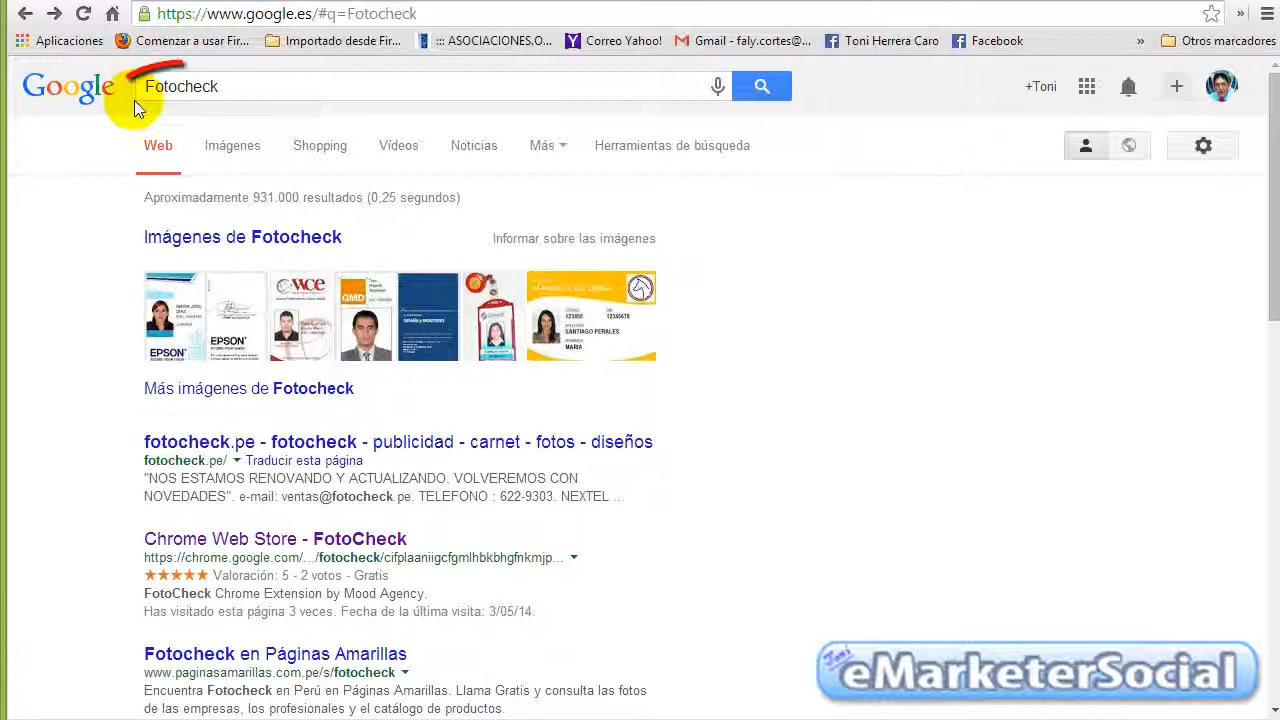 https://www.google.es/#q=Fotocheck
Aplicaciones
Comenzar a usar Fir...
Importado desde Fir...
::: ASOCIACIONES.O...
Correo Yahoo!
Gmail - faly.cortes@...
Toni Herrera Caro
Facebook
»
Otros marcadores
Google
Fotocheck
+Toni
Web
Imágenes
Shopping
Vídeos
Noticias
Más
Herramientas de búsqueda
Aproximadamente 931.000 resultados (0,25 segundos)
Imágenes de Fotocheck
Informar sobre las imágenes
EPSON
EPSON
WCE
GMD
SANTIAGO PERALES
MARIA
Más imágenes de Fotocheck
fotocheck.pe - fotocheck - publicidad - carnet - fotos - diseños
fotocheck.pe/ Traducir esta página
"NOS ESTAMOS RENOVANDO Y ACTUALIZANDO. VOLVEREMOS CON
NOVEDADES". e-mail: ventas@fotocheck.pe. TELEFONO : 622-9303. NEXTEL ...
Chrome Web Store - FotoCheck
https://chrome.google.com/.../fotocheck/cifplaaniigcfgmlhbkbhgfnkmjp...
Valoración: 5 - 2 votos - Gratis
FotoCheck Chrome Extension by Mood Agency.
Has visitado esta página 3 veces. Fecha de la última visita: 3/05/14.
Fotocheck en Páginas Amarillas
www.paginasamarillas.com.pe/s/fotocheck
Encuentra Fotocheck en Perú en Páginas Amarillas. Llama Gratis y consulta las fotos
de las empresas, los profesionales y el catálogo de productos.
eMarketerSocial